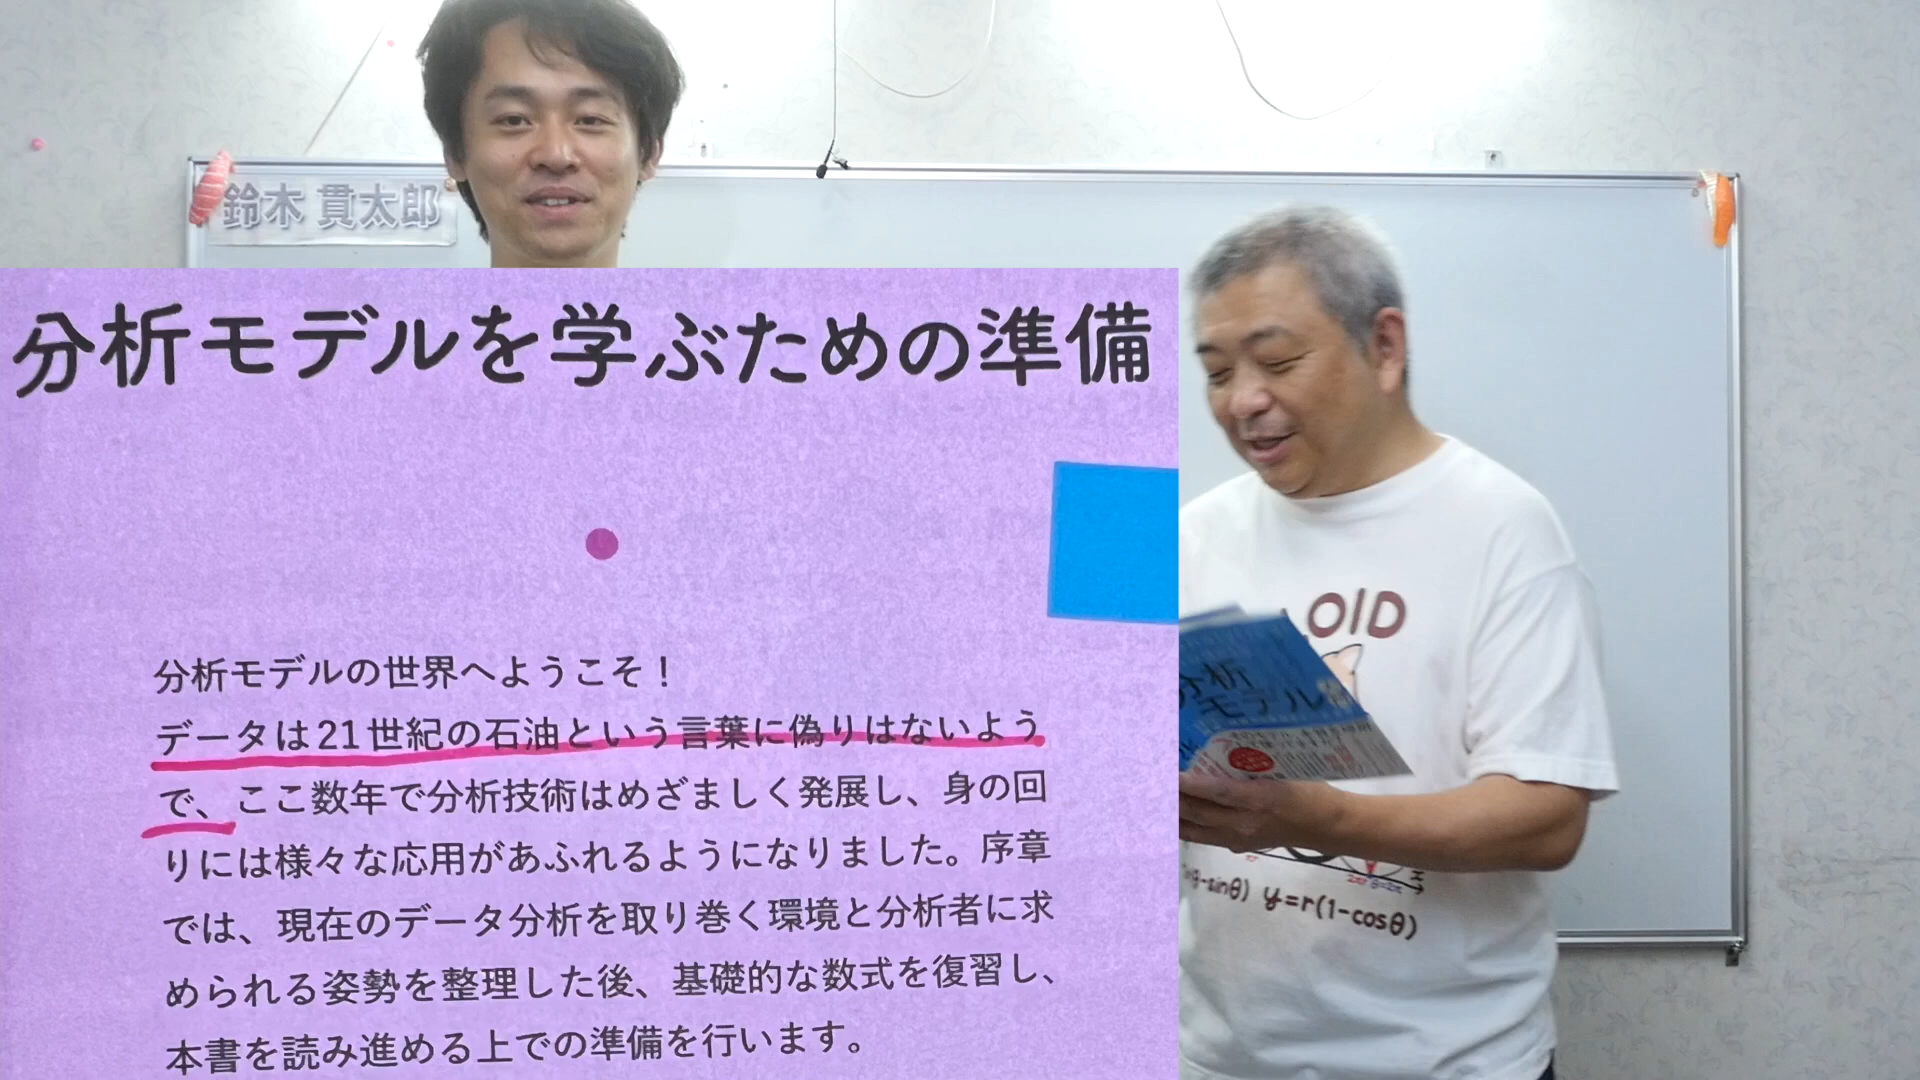 鈴木 貫太郎
分析モデルを学ぶための準備
分析モデルの世界へようこそ！
データは21世紀の石油という言葉に偽りはないよう
で、ここ数年で分析技術はめざましく発展し、身の回
りには様々な応用があふれるようになりました。序章
では、現在のデータ分析を取り巻く環境と分析者に求
められる姿勢を整理した後、基礎的な数式を復習し、
本書を読み進める上での準備を行います。
OID
分析
モデル
θ-sinθ) y=r(1-cosθ)